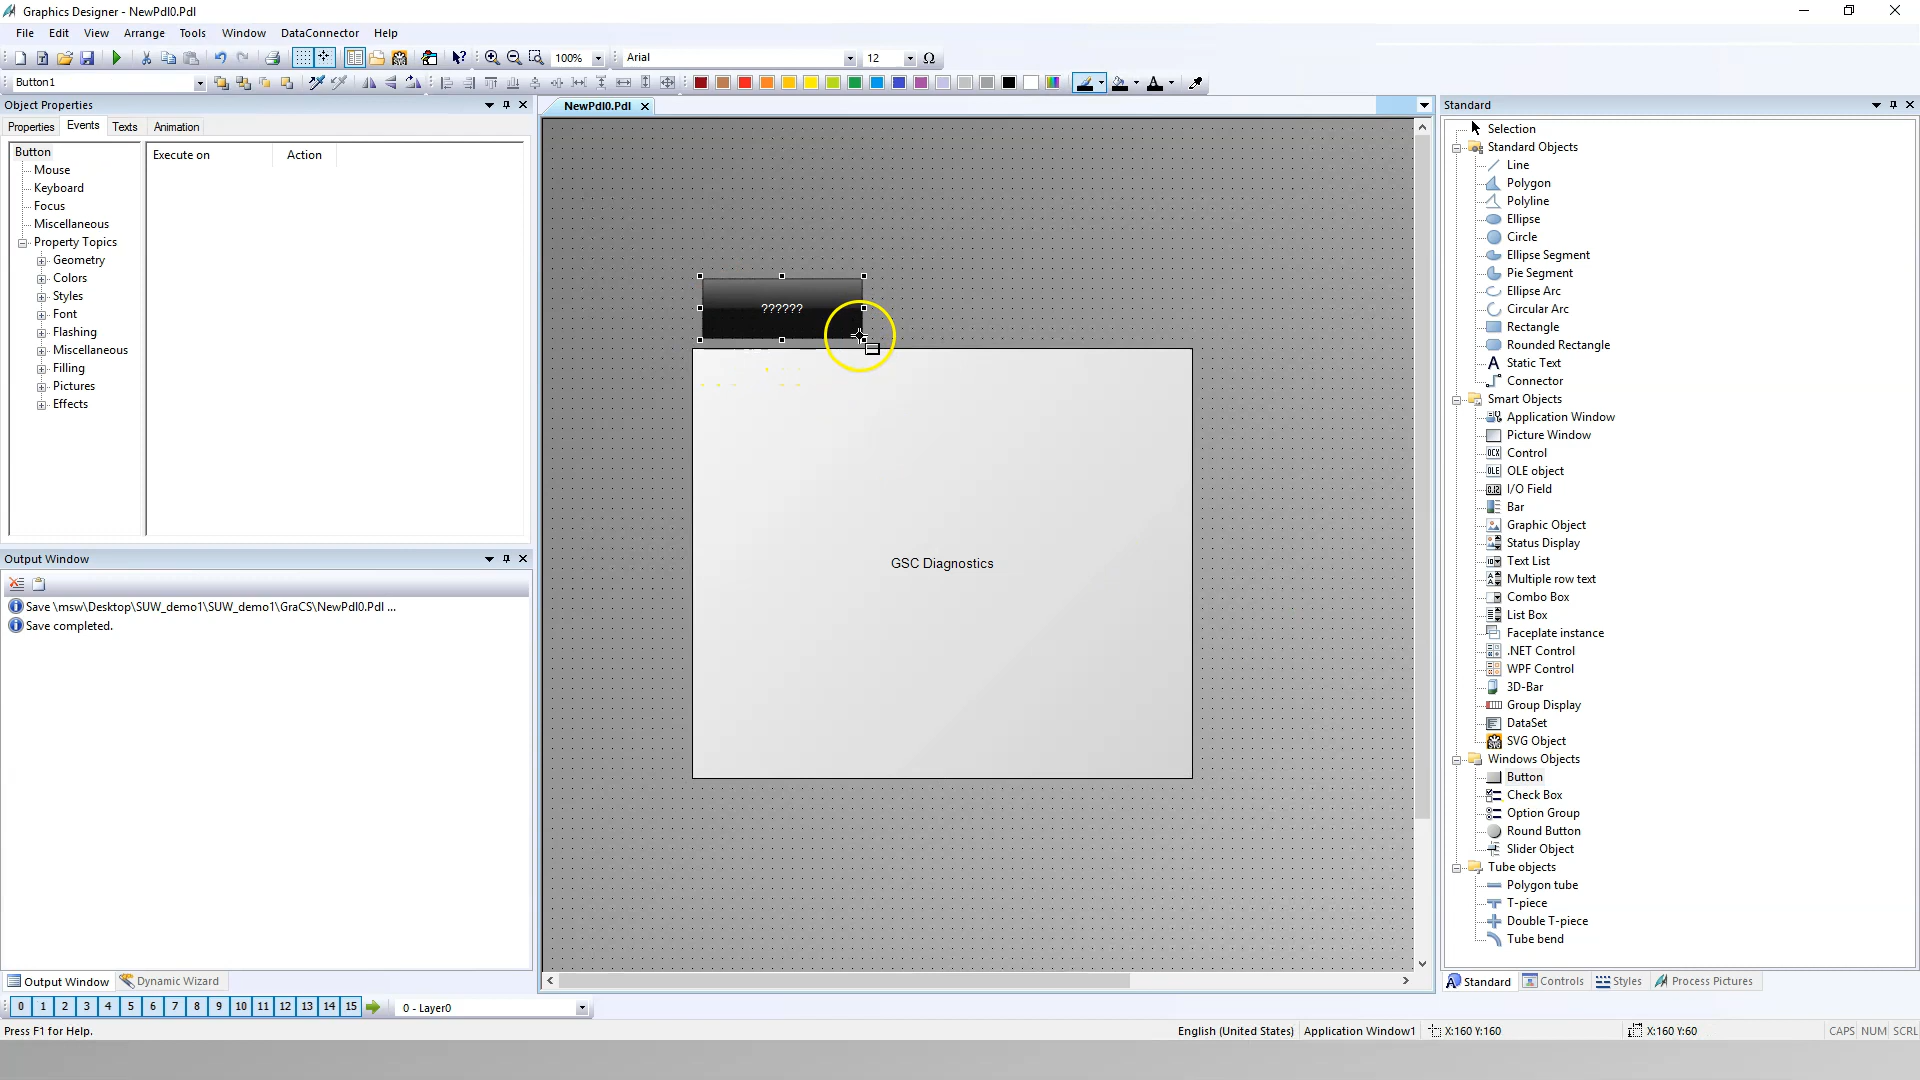 Graphics Designer - NewPdl0.Pdl
File Edit View Arrange Tools Window DataConnector Help
100% Arial 12 Ω
Button1
Object Properties
NewPdl0.Pdl
Standard
Properties Events Texts Animation
Button
Mouse
Keyboard
Focus
Miscellaneous
Property Topics
Geometry
Colors
Styles
Font
Flashing
Miscellaneous
Filling
Pictures
Effects
Execute on Action
Output Window
Save \msw\Desktop\SUW_demo1\SUW_demo1\GraCS\NewPdl0.Pdl ...
Save completed.
Output Window Dynamic Wizard
??????
GSC Diagnostics
Selection
Standard Objects
Line
Polygon
Polyline
Ellipse
Circle
Ellipse Segment
Pie Segment
Ellipse Arc
Circular Arc
Rectangle
Rounded Rectangle
A Static Text
Connector
Smart Objects
Application Window
Picture Window
OCX Control
OLE OLE object
0.12 I/O Field
Bar
Graphic Object
Status Display
Text List
Multiple row text
Combo Box
List Box
Faceplate instance
.NET Control
WPF Control
3D-Bar
Group Display
DataSet
SVG Object
Windows Objects
Button
Check Box
Option Group
Round Button
Slider Object
Tube objects
Polygon tube
T-piece
Double T-piece
Tube bend
Standard Controls Styles Process Pictures
0 1 2 3 4 5 6 7 8 9 10 11 12 13 14 15 0 - Layer0
Press F1 for Help. English (United States) Application Window1 X:160 Y:160 X:160 Y:60 CAPS NUM SCRL